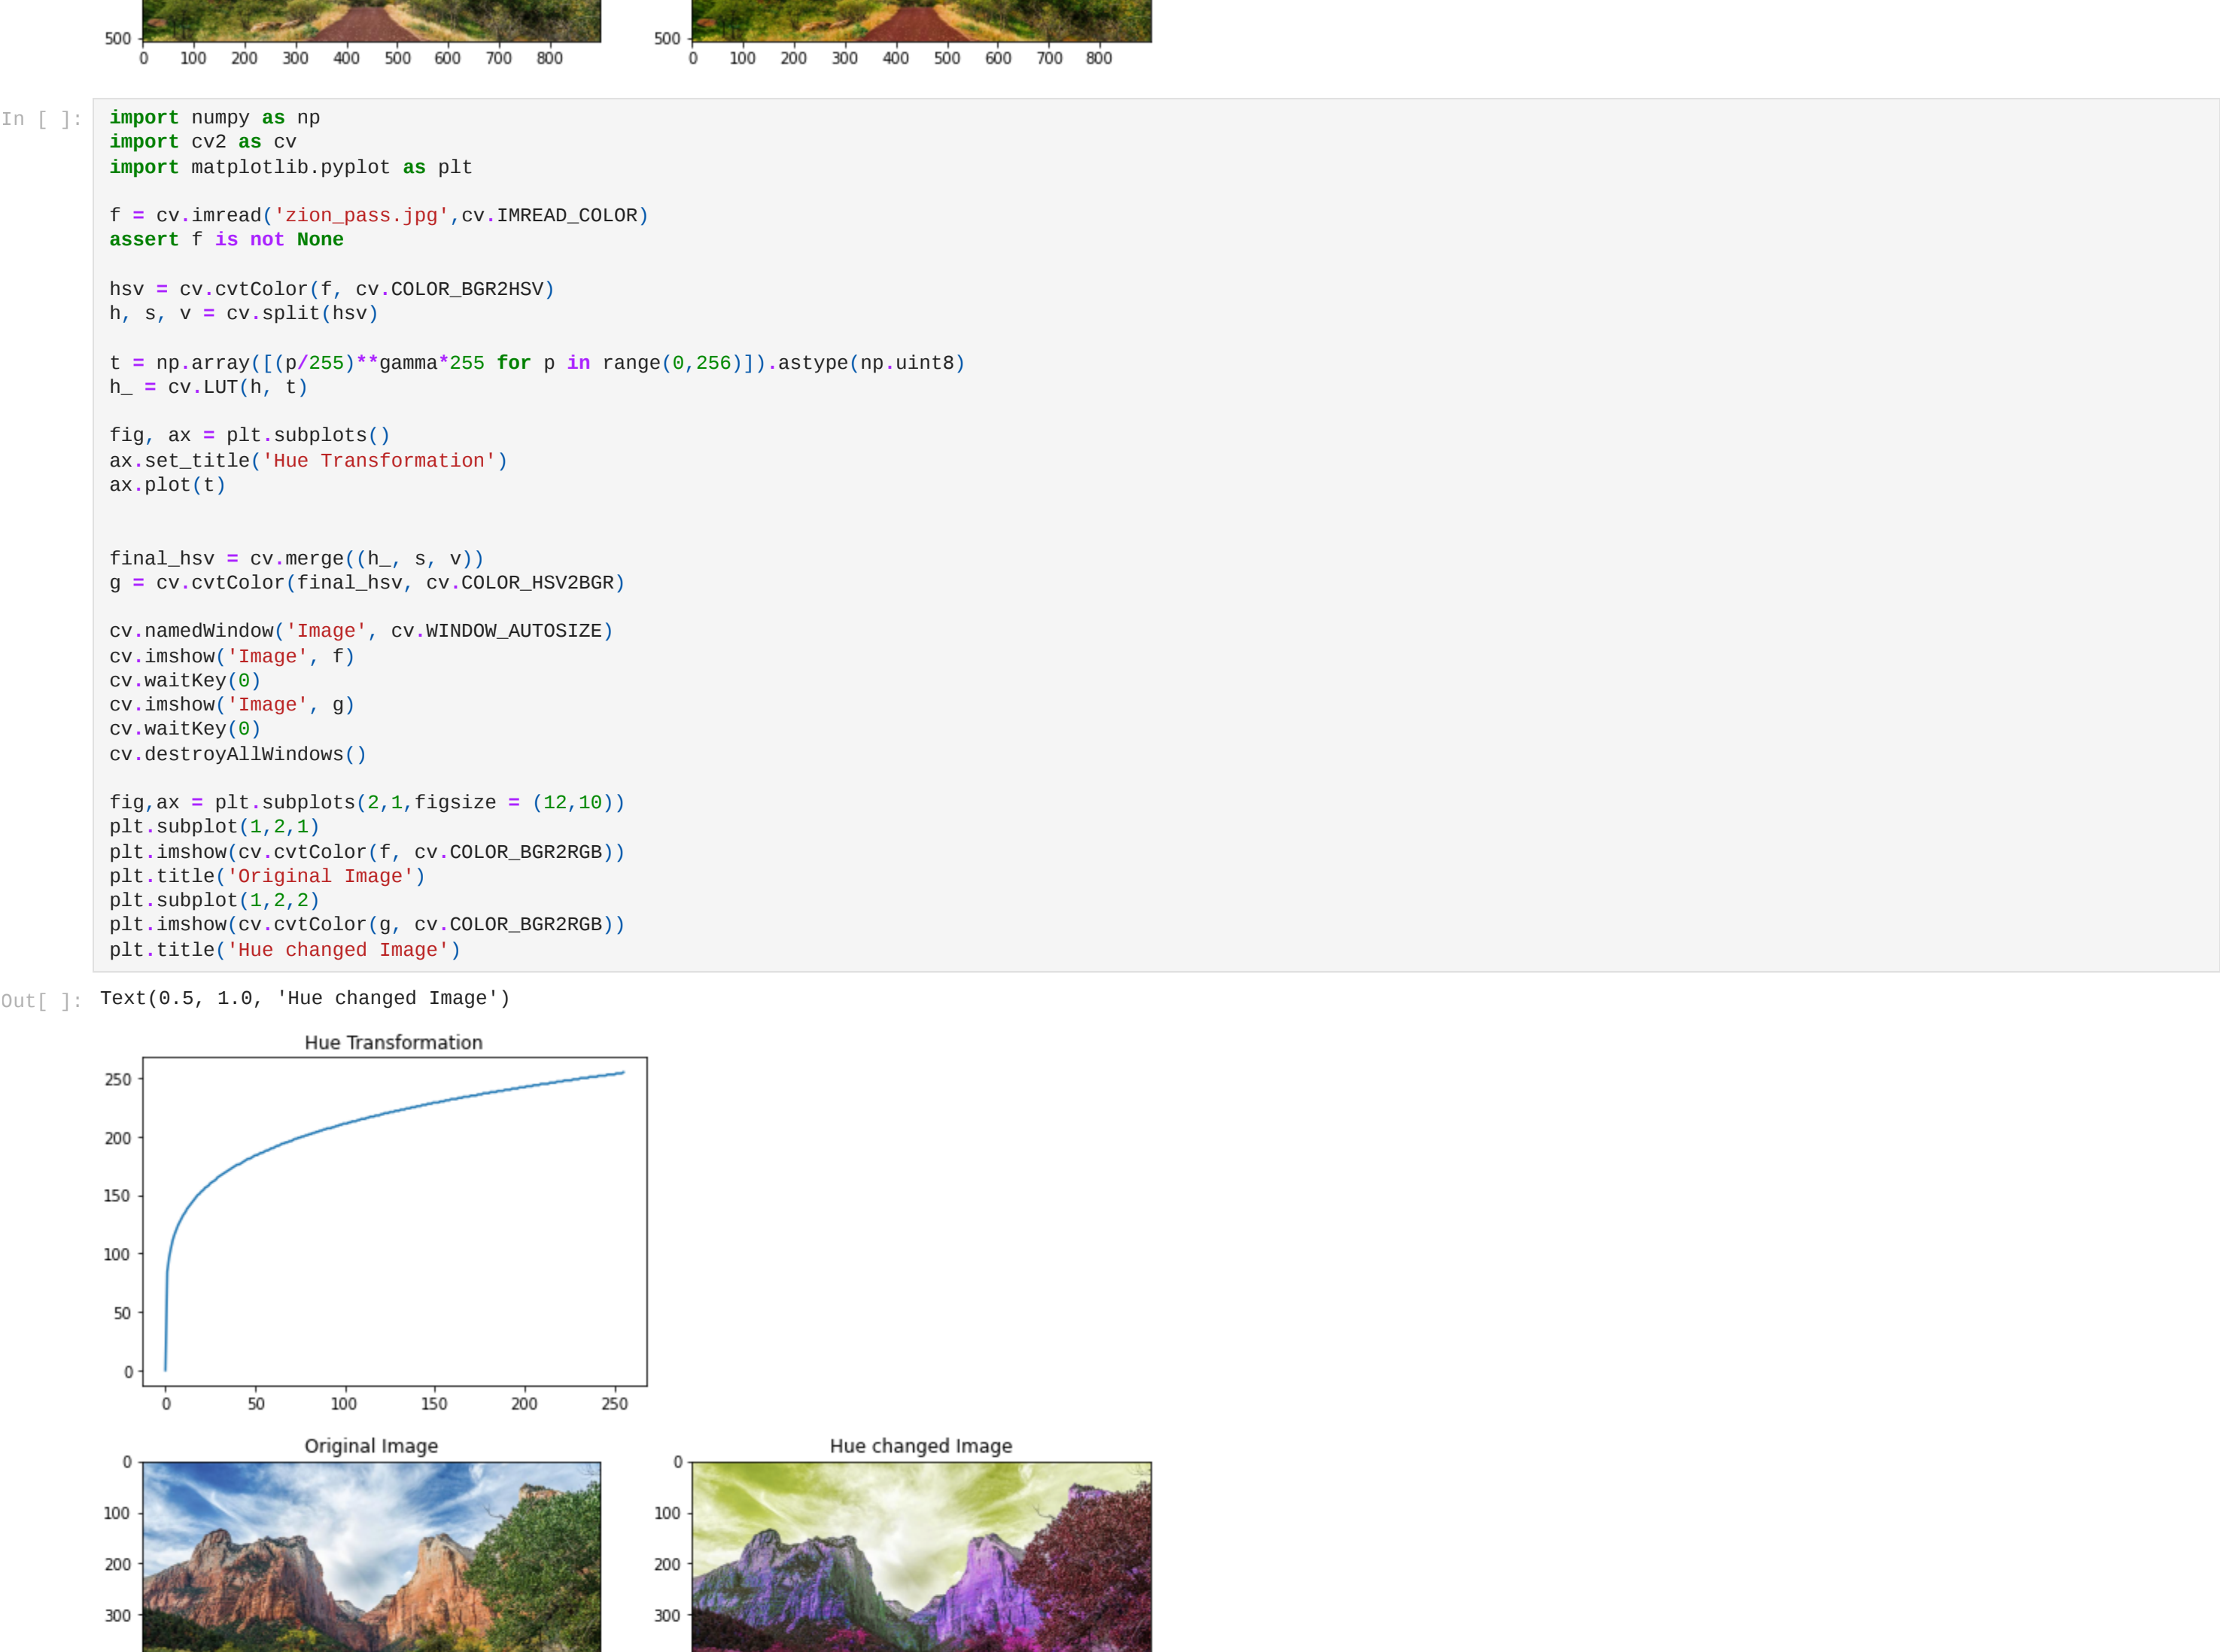 500
500
0 100 200 300 400 500 600 700 800
0 100 200 300 400 500 600 700 800
In [ ]:
import numpy as np
import cv2 as cv
import matplotlib.pyplot as plt
f = cv.imread('zion_pass.jpg',cv.IMREAD_COLOR)
assert f is not None
hsv = cv.cvtColor(f, cv.COLOR_BGR2HSV)
h, s, v = cv.split(hsv)
t = np.array([(p/255)**gamma*255 for p in range(0,256)]).astype(np.uint8)
h_ = cv.LUT(h, t)
fig, ax = plt.subplots()
ax.set_title('Hue Transformation')
ax.plot(t)
final_hsv = cv.merge((h_, s, v))
g = cv.cvtColor(final_hsv, cv.COLOR_HSV2BGR)
cv.namedWindow('Image', cv.WINDOW_AUTOSIZE)
cv.imshow('Image', f)
cv.waitKey(0)
cv.imshow('Image', g)
cv.waitKey(0)
cv.destroyAllWindows()
fig,ax = plt.subplots(2,1,figsize = (12,10))
plt.subplot(1,2,1)
plt.imshow(cv.cvtColor(f, cv.COLOR_BGR2RGB))
plt.title('Original Image')
plt.subplot(1,2,2)
plt.imshow(cv.cvtColor(g, cv.COLOR_BGR2RGB))
plt.title('Hue changed Image')
Out[ ]: Text(0.5, 1.0, 'Hue changed Image')
Hue Transformation
250
200
150
100
50
0
0 50 100 150 200 250
Original Image
0
100
200
300
Hue changed Image
0
100
200
300